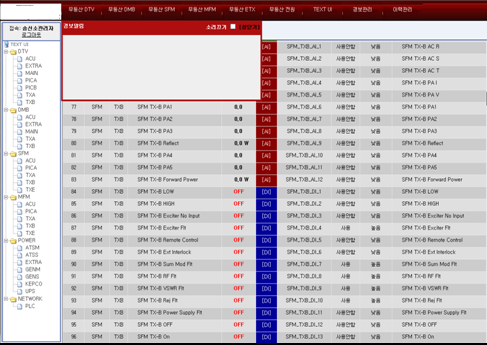 무룡산 DTV 무룡산 DMB 무룡산 SFM 무룡산 MFM 무룡산 ETX 무룡산 전원 TEXT UI 경보관리 이력관리
접속: 송신소관리자
로그아웃
경보알림 소리끄기
TEXT UI
DTV
ACU
EXTRA
MAIN
PICA
PICB
TXA
TXB
DMB
ACU
EXTRA
MAIN
TXA
TXB
SFM
ACU
PICA
TXA
TXB
TXE
MFM
ACU
PICA
TXA
TXB
TXE
POWER
ATSM
ATSS
EXTRA
GENM
GENS
KEPCO
UPS
NETWORK
PLC
[AI] SFM_TXB_AI_1 사용안함 낮음 SFM TX-B AC R
[AI] SFM_TXB_AI_2 사용안함 낮음 SFM TX-B AC S
[AI] SFM_TXB_AI_3 사용안함 낮음 SFM TX-B AC T
[AI] SFM_TXB_AI_4 사용안함 낮음 SFM TX-B PA I
[AI] SFM_TXB_AI_5 사용안함 낮음 SFM TX-B PA V
77 SFM TXB SFM TX-B PA1 0,0 [AI] SFM_TXB_AI_6 사용안함 낮음 SFM TX-B PA1
78 SFM TXB SFM TX-B PA2 0,0 [AI] SFM_TXB_AI_7 사용안함 낮음 SFM TX-B PA2
79 SFM TXB SFM TX-B PA3 0,0 [AI] SFM_TXB_AI_8 사용안함 낮음 SFM TX-B PA3
80 SFM TXB SFM TX-B Reflect 0,0 W [AI] SFM_TXB_AI_9 사용안함 낮음 SFM TX-B Reflect
81 SFM TXB SFM TX-B PA4 0,0 [AI] SFM_TXB_AI_10 사용안함 낮음 SFM TX-B PA4
82 SFM TXB SFM TX-B PA5 0,0 [AI] SFM_TXB_AI_11 사용안함 낮음 SFM TX-B PA5
83 SFM TXB SFM TX-B Forward Power 0,0 W [AI] SFM_TXB_AI_12 사용안함 낮음 SFM TX-B Forward Power
84 SFM TXB SFM TX-B LOW OFF [DI] SFM_TXB_DI_1 사용안함 낮음 SFM TX-B LOW
85 SFM TXB SFM TX-B HIGH OFF [DI] SFM_TXB_DI_2 사용안함 낮음 SFM TX-B HIGH
86 SFM TXB SFM TX-B Exciter No Input OFF [DI] SFM_TXB_DI_3 사용안함 낮음 SFM TX-B Exciter No Input
87 SFM TXB SFM TX-B Exciter Flt OFF [DI] SFM_TXB_DI_4 사용 높음 SFM TX-B Exciter Flt
88 SFM TXB SFM TX-B Remote Control OFF [DI] SFM_TXB_DI_5 사용안함 낮음 SFM TX-B Remote Control
89 SFM TXB SFM TX-B Ext Interlock OFF [DI] SFM_TXB_DI_6 사용안함 낮음 SFM TX-B Ext Interlock
90 SFM TXB SFM TX-B Sum Mod Flt OFF [DI] SFM_TXB_DI_7 사용안함 낮음 SFM TX-B Sum Mod Flt
91 SFM TXB SFM TX-B RF Flt OFF [DI] SFM_TXB_DI_8 사용 높음 SFM TX-B RF Flt
92 SFM TXB SFM TX-B VSWR Flt OFF [DI] SFM_TXB_DI_9 사용 높음 SFM TX-B VSWR Flt
93 SFM TXB SFM TX-B Rej Flt OFF [DI] SFM_TXB_DI_10 사용 높음 SFM TX-B Rej Flt
94 SFM TXB SFM TX-B Power Supply Flt OFF [DI] SFM_TXB_DI_11 사용안함 낮음 SFM TX-B Power Supply Flt
95 SFM TXB SFM TX-B OFF OFF [DI] SFM_TXB_DI_12 사용안함 낮음 SFM TX-B OFF
96 SFM TXB SFM TX-B On OFF [DI] SFM_TXB_DI_13 사용안함 낮음 SFM TX-B On